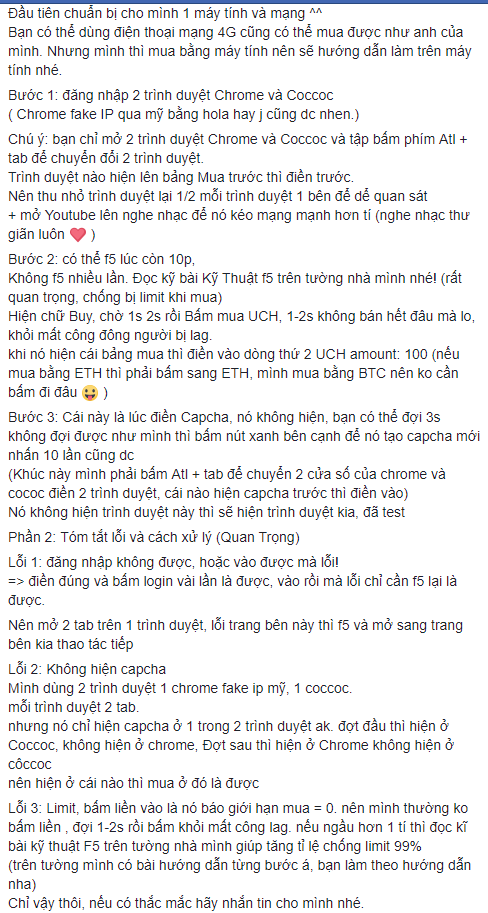 Đầu tiên chuẩn bị cho mình 1 máy tính và mạng ^^
Bạn có thể dùng điện thoại mạng 4G cũng có thể mua được như anh của
mình. Nhưng mình thì mua bằng máy tính nên sẽ hướng dẫn làm trên máy
tính nhé.
Bước 1: đăng nhập 2 trình duyệt Chrome và Coccoc
( Chrome fake IP qua mỹ bằng hola hay j cũng dc nhen.)
Chú ý: bạn chỉ mở 2 trình duyệt Chrome và Coccoc và tập bấm phím Atl +
tab để chuyển đổi 2 trình duyệt.
Trình duyệt nào hiện lên bảng Mua trước thì điền trước.
Nên thu nhỏ trình duyệt lại 1/2 mỗi trình duyệt 1 bên để dể quan sát
+ mở Youtube lên nghe nhạc để nó kéo mạng mạnh hơn tí (nghe nhạc thư
giãn luôn ❤ )
Bước 2: có thể f5 lúc còn 10p,
Không f5 nhiều lần. Đọc kỹ bài Kỹ Thuật f5 trên tường nhà mình nhé! (rất
quan trọng, chống bị limit khi mua)
Hiện chữ Buy, chờ 1s 2s rồi Bấm mua UCH, 1-2s không bán hết đâu mà lo,
khỏi mất công đông người bị lag.
khi nó hiện cái bảng mua thì điền vào dòng thứ 2 UCH amount: 100 (nếu
mua bằng ETH thì phải bấm sang ETH, mình mua bằng BTC nên ko cần
bấm đi đâu 😜 )
Bước 3: Cái này là lúc điền Capcha, nó không hiện, bạn có thể đợi 3s
không đợi được như mình thì bấm nút xanh bên cạnh để nó tạo capcha mới
nhấn 10 lần cũng dc
(Khúc này mình phải bấm Atl + tab để chuyển 2 cửa số của chrome và
cococ điền 2 trình duyệt, cái nào hiện capcha trước thì điền vào)
Nó không hiện trình duyệt này thì sẽ hiện trình duyệt kia, đã test
Phần 2: Tóm tắt lỗi và cách xử lý (Quan Trọng)
Lỗi 1: đăng nhập không được, hoặc vào được mà lỗi!
=> điền đúng và bấm login vài lần là được, vào rồi mà lỗi chỉ cần f5 lại là
được.
Nên mở 2 tab trên 1 trình duyệt, lỗi trang bên này thì f5 và mở sang trang
bên kia thao tác tiếp
Lỗi 2: Không hiện capcha
Mình dùng 2 trình duyệt 1 chrome fake ip mỹ, 1 coccoc.
mỗi trình duyệt 2 tab.
nhưng nó chỉ hiện capcha ở 1 trong 2 trình duyệt ak. đợt đầu thì hiện ở
Coccoc, không hiện ở chrome, Đợt sau thì hiện ở Chrome không hiện ở
côccoc
nên hiện ở cái nào thì mua ở đó là được
Lỗi 3: Limit, bấm liền vào là nó báo giới hạn mua = 0. nên mình thường ko
bấm liền , đợi 1-2s rồi bấm khỏi mất công lag. nếu ngầu hơn 1 tí thì đọc kĩ
bài kỹ thuật F5 trên tường nhà mình giúp tăng tỉ lệ chống limit 99%
(trên tường mình có bài hướng dẫn từng bước á, bạn làm theo hướng dẫn
nha)
Chỉ vậy thôi, nếu có thắc mắc hãy nhắn tin cho mình nhé.